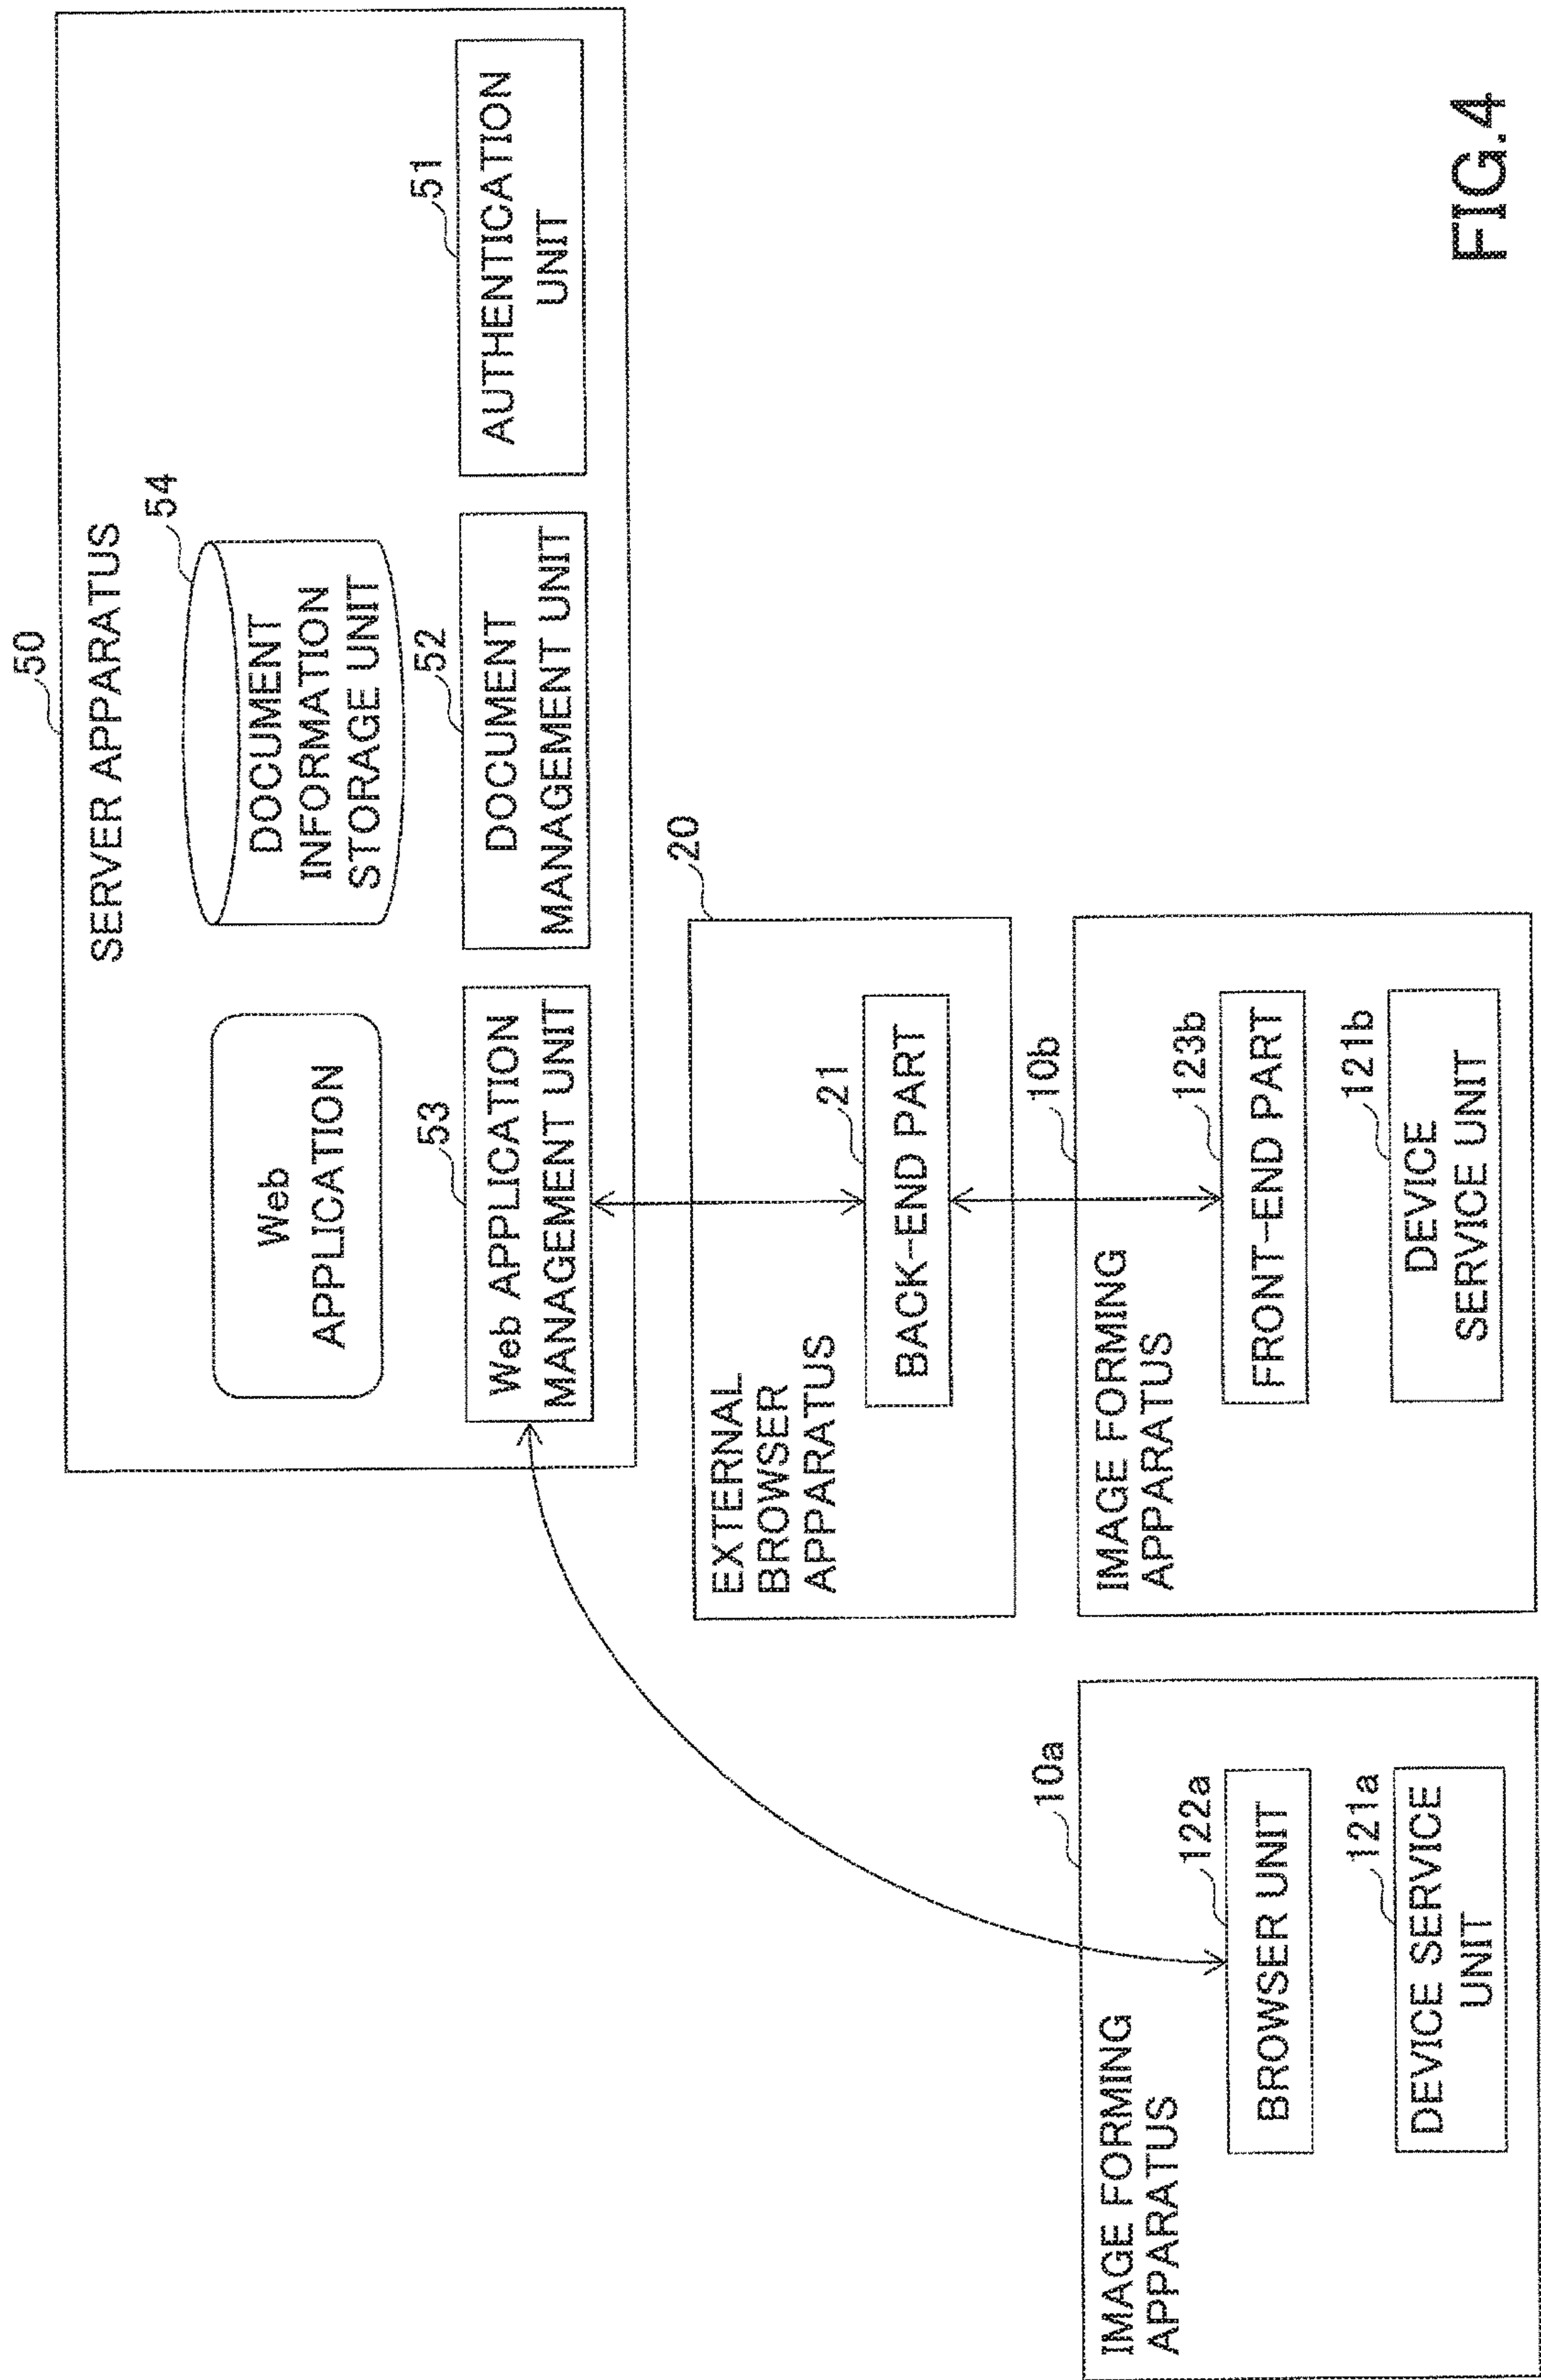 50
SERVER APPARATUS
Web
APPLICATION
54
DOCUMENT
INFORMATION
STORAGE UNIT
53
Web APPLICATION
MANAGEMENT UNIT
52
DOCUMENT
MANAGEMENT UNIT
51
AUTHENTICATION
UNIT
20
EXTERNAL
BROWSER
APPARATUS
21
BACK-END PART
10a
IMAGE FORMING
APPARATUS
122a
BROWSER UNIT
121a
DEVICE SERVICE
UNIT
10b
IMAGE FORMING
APPARATUS
123b
FRONT-END PART
121b
DEVICE
SERVICE UNIT
FIG.4